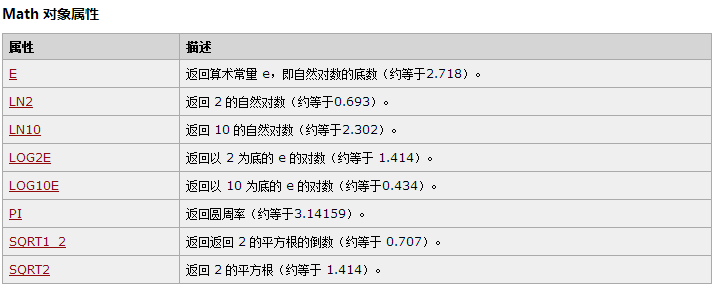 Math 对象属性
属性 描述
E 返回算术常量 e，即自然对数的底数（约等于2.718）。
LN2 返回 2 的自然对数（约等于0.693）。
LN10 返回 10 的自然对数（约等于2.302）。
LOG2E 返回以 2 为底的 e 的对数（约等于 1.414）。
LOG10E 返回以 10 为底的 e 的对数（约等于0.434）。
PI 返回圆周率（约等于3.14159）。
SQRT1_2 返回返回 2 的平方根的倒数（约等于 0.707）。
SQRT2 返回 2 的平方根（约等于 1.414）。